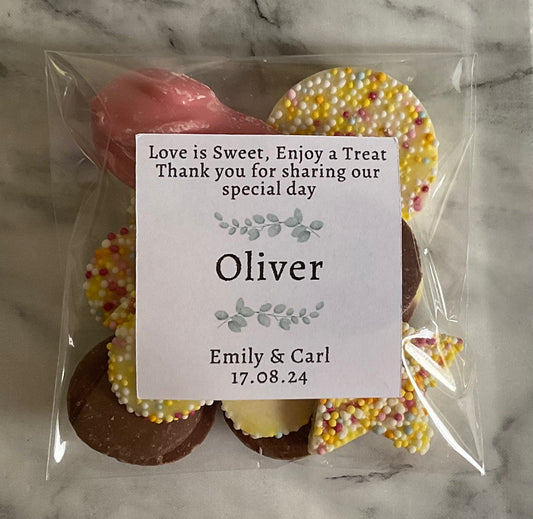 Love is Sweet, Enjoy a Treat
Thank you for sharing our
special day
Oliver
Emily & Carl
17.08.24